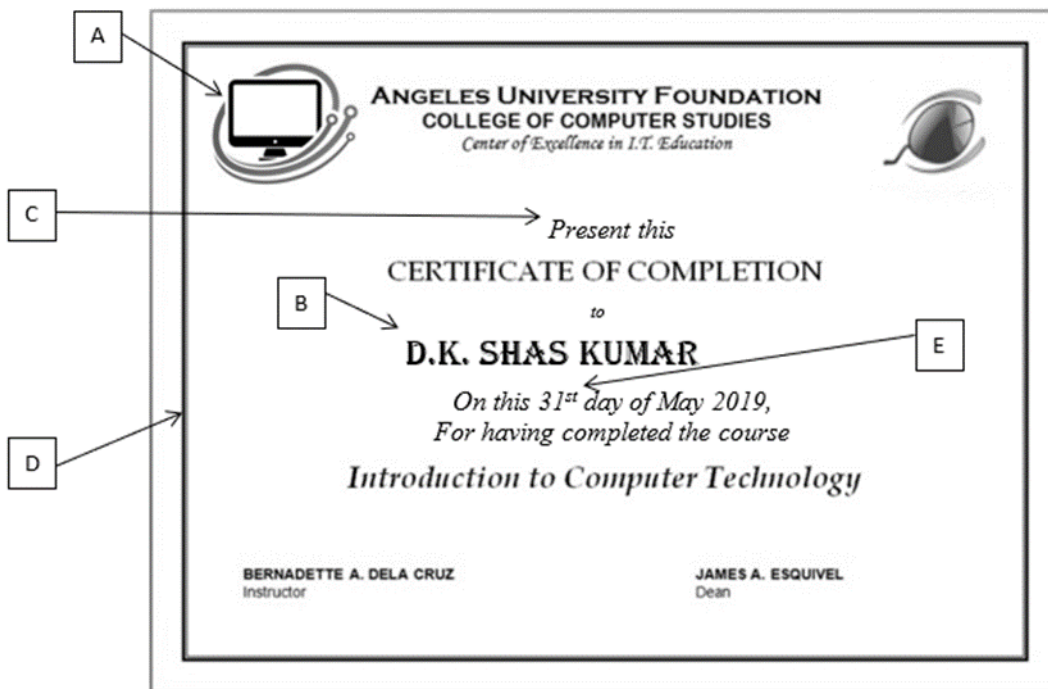 A
ANGELES UNIVERSITY FOUNDATION
COLLEGE OF COMPUTER STUDIES
Center of Excellence in I.T. Education
C
Present this
CERTIFICATE OF COMPLETION
B
to
E
D.K. SHAS KUMAR
On this 31st day of May 2019,
For having completed the course
D
Introduction to Computer Technology
BERNADETTE A. DELA CRUZ
Instructor
JAMES A. ESQUIVEL
Dean